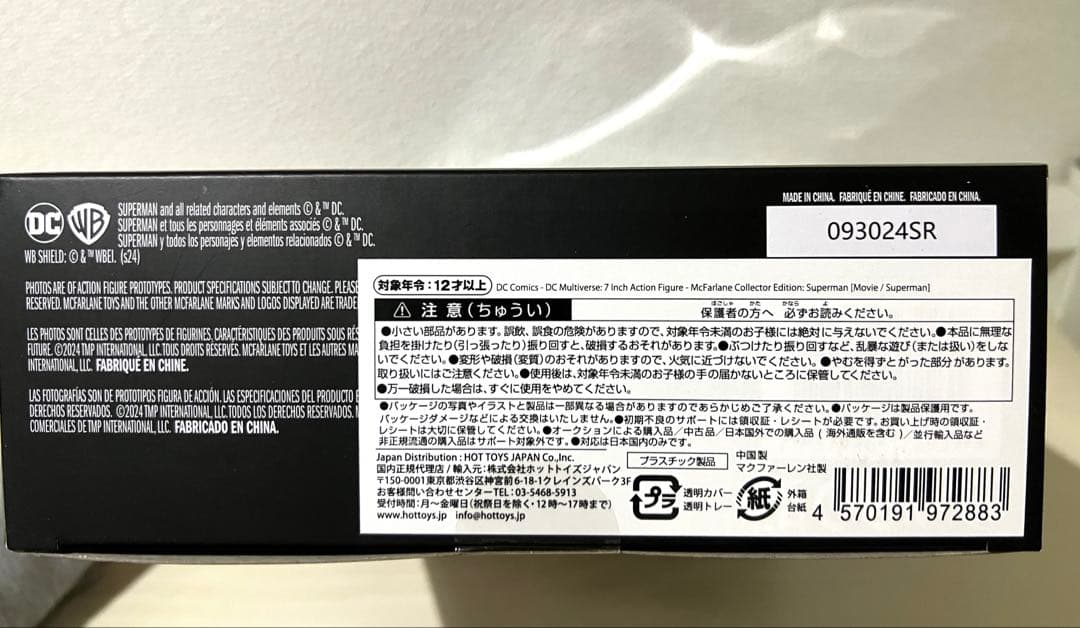 DC
WB
SUPERMAN and all related characters and elements © & ™ DC.
SUPERMAN et tous les personnages et éléments associés © & ™ DC.
SUPERMAN y todos los personajes y elementos relacionados © & ™ DC.
WB SHIELD: © & ™ WBEI. (s24)
PHOTOS ARE OF ACTION FIGURE PROTOTYPES. PRODUCT SPECIFICATIONS SUBJECT TO CHANGE. PLEASE
RESERVED. MCFARLANE TOYS AND THE OTHER MCFARLANE MARKS AND LOGOS DISPLAYED ARE TRADE
LES PHOTOS SONT CELLES DES PROTOTYPES DE FIGURINES. CARACTÉRISTIQUES DES PRODUITS SOUS RÉS
FUTURE. ©2024 TMP INTERNATIONAL, LLC. TOUS DROITS RÉSERVÉS. MCFARLANE TOYS ET LES AUTRES MA
INTERNATIONAL, LLC. FABRIQUÉ EN CHINE.
LAS FOTOGRAFÍAS SON DE PROTOTIPOS FIGURA DE ACCIÓN. LAS ESPECIFICACIONES DEL PRODUCTO E
DERECHOS RESERVADOS. ©2024 TMP INTERNATIONAL, LLC. TODOS LOS DERECHOS RESERVADOS. M
COMERCIALES DE TMP INTERNATIONAL, LLC. FABRICADO EN CHINA.
MADE IN CHINA. FABRIQUÉ EN CHINE. FABRICADO EN CHINA.
093024SR
対象年令:12才以上 DC Comics - DC Multiverse: 7 Inch Action Figure - McFarlane Collector Edition: Superman [Movie / Superman]
注意(ちゅうい)
ほごしゃ かた かなら よ
保護者の方へ 必ずお読みください。
●小さい部品があります。誤飲、誤食の危険がありますので、対象年令未満のお子様には絶対に与えないでください。●本品に無理な
負担を掛けたり(引っ張ったり)振り回すと、破損するおそれがあります。●ぶつけたり振り回すなど、乱暴な遊び(または扱い)をしな
いでください。●変形や破損(変質)のおそれがありますので、火気に近づけないでください。●やむを得ずとがった部分があります。
取り扱いにはご注意ください。●使用後は、対象年令未満のお子様の手の届かないところに保管してください。
●万一破損した場合は、すぐに使用をやめてください。
●パッケージの写真やイラストと製品は一部異なる場合がありますのであらかじめご了承ください。●パッケージは製品保護用です。
パッケージダメージなどによる交換はいたしません。●初期不良のサポートには領収証・レシートが必要です。お買い上げ時の領収証・
レシートは大切に保管してください。●オークションによる購入品/中古品/日本国外での購入品(海外通販を含む)/並行輸入品など
非正規流通の購入品はサポート対象外です。●対応は日本国内のみです。
Japan Distribution : HOT TOYS JAPAN Co.,Inc.
国内正規代理店 / 輸入元:株式会社ホットトイズジャパン
〒150-0001東京都渋谷区神宮前6-18-1クレインズパーク3F
お客様問い合わせセンターTEL:03-5468-5913
受付時間:月〜金曜日(祝祭日を除く・12時〜17時まで)
www.hottoys.jp info@hottoys.jp
プラスチック製品
中国製
マクファーレン社製
プラ
透明カバー
透明トレー
紙
外箱
台紙
4 570191 972883